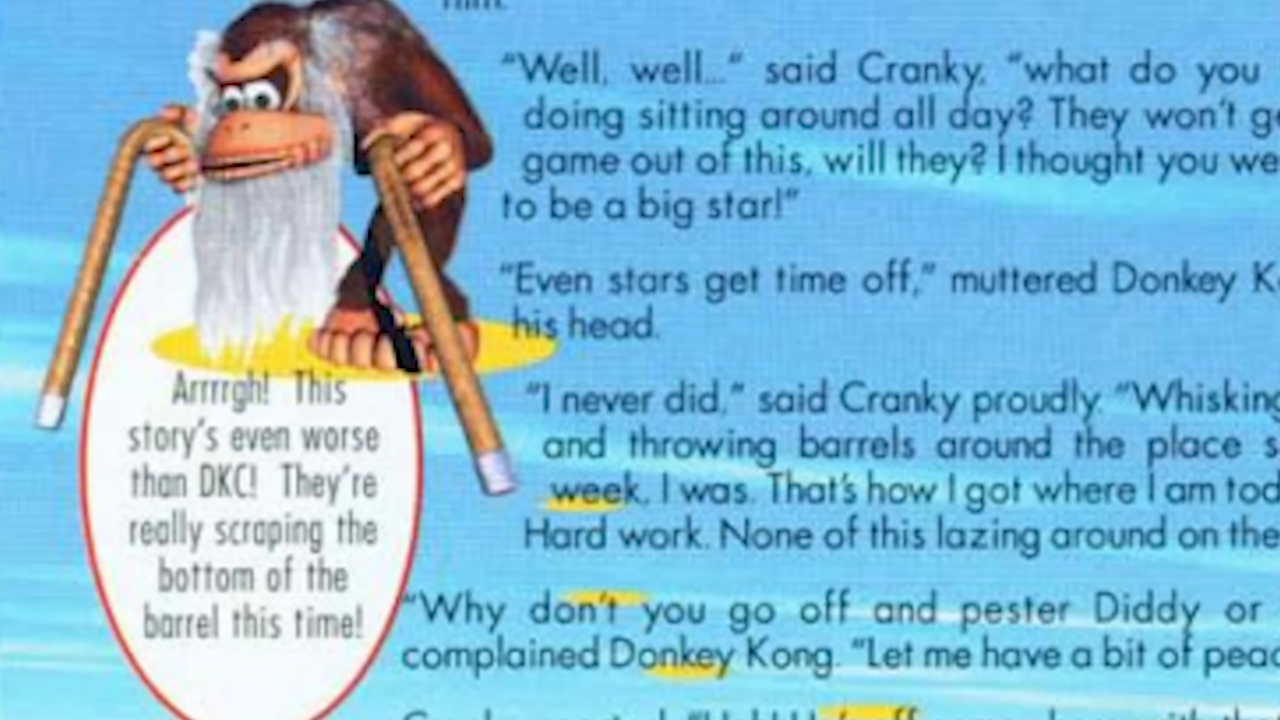 him.
"Well, well..." said Cranky, "what do you
doing sitting around all day? They won't
game out of this, will they? I thought you
to be a big star!"
"Even stars get time off," muttered Donkey
his head.
"I never did," said Cranky proudly. "Whisking
and throwing barrels around the place
week, I was. That's how I got where I am
Hard work. None of this lazing around on the
"Why don't you go off and pester Diddy or
complained Donkey Kong. "Let me have a bit of
Arrrrgh! This
story's even worse
than DKC! They're
really scraping the
bottom of the
barrel this time!